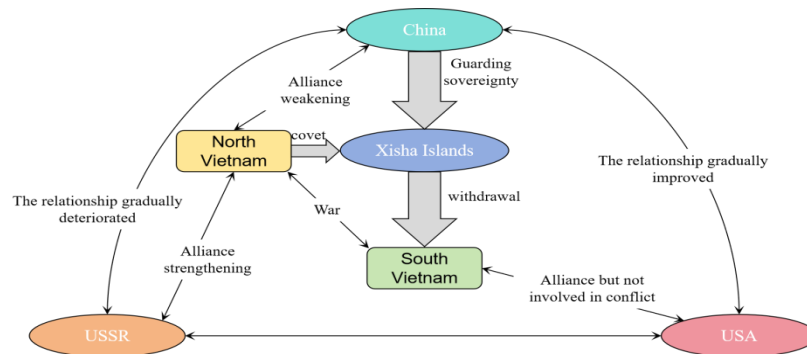 China
Guarding
sovereignty
Alliance
weakening
North
Vietnam
covet
Xisha Islands
The relationship gradually
improved
The relationship gradually
deteriorated
War
withdrawal
Alliance
strengthening
South
Vietnam
Alliance but not
involved in conflict
USSR
USA